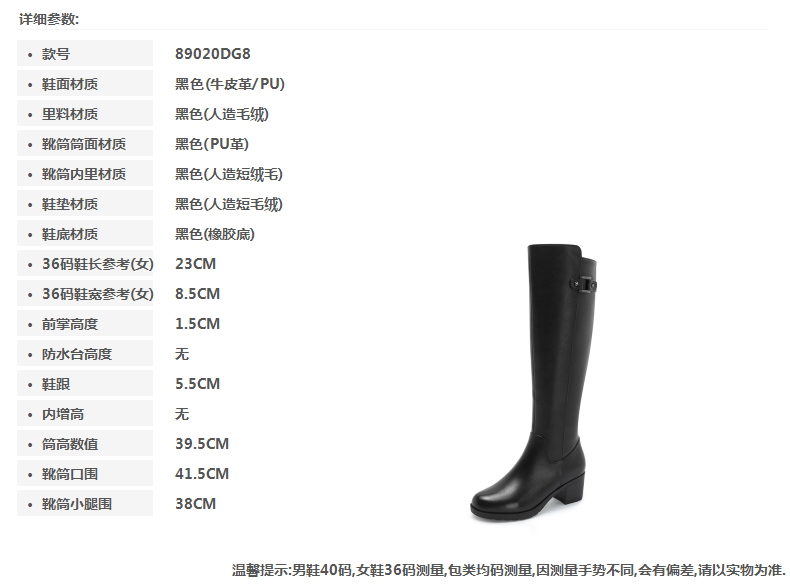 详细参数:
• 款号 89020DG8
• 鞋面材质 黑色(牛皮革/PU)
• 里料材质 黑色(人造毛绒)
• 靴筒筒面材质 黑色(PU革)
• 靴筒内里材质 黑色(人造短绒毛)
• 鞋垫材质 黑色(人造短毛绒)
• 鞋底材质 黑色(橡胶底)
• 36码鞋长参考(女) 23CM
• 36码鞋宽参考(女) 8.5CM
• 前掌高度 1.5CM
• 防水台高度 无
• 鞋跟 5.5CM
• 内增高 无
• 筒高数值 39.5CM
• 靴筒口围 41.5CM
• 靴筒小腿围 38CM
温馨提示:男鞋40码,女鞋36码测量,包类均码测量,因测量手势不同,会有偏差,请以实物为准.